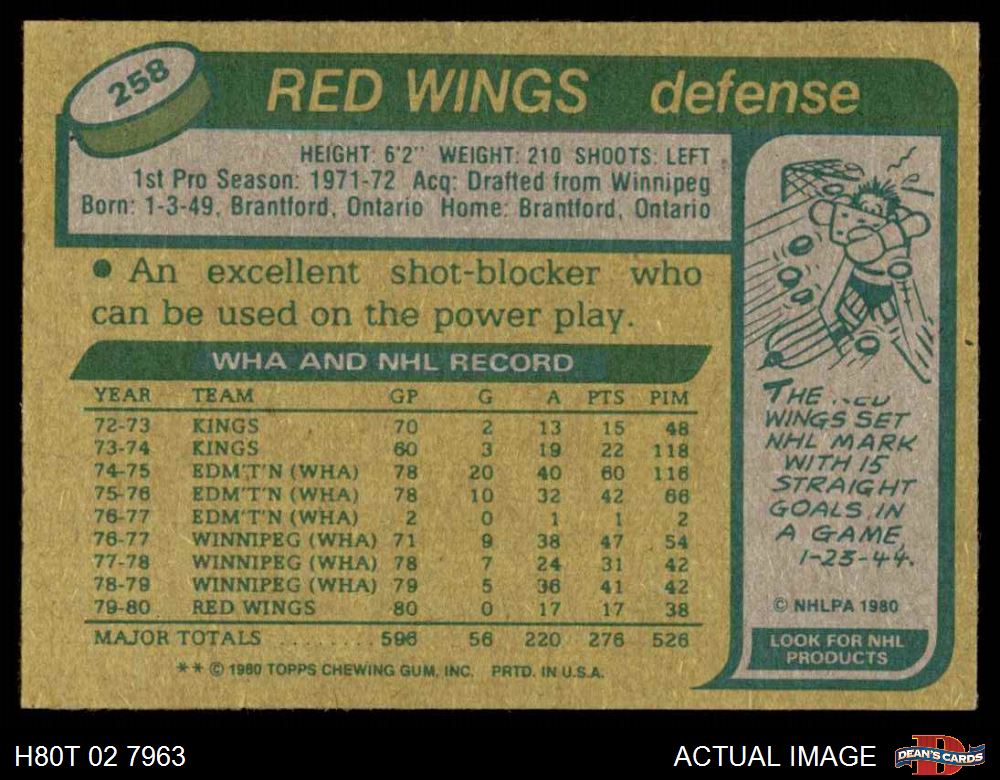 258
RED WINGS defense
HEIGHT: 6'2" WEIGHT: 210 SHOOTS: LEFT
1st Pro Season: 1971-72 Acq: Drafted from Winnipeg
Born: 1-3-49, Brantford, Ontario Home: Brantford, Ontario
● An excellent shot-blocker who
can be used on the power play.
WHA AND NHL RECORD
YEAR TEAM GP G A PTS PIM
72-73 KINGS 70 2 13 15 48
73-74 KINGS 60 3 19 22 118
74-75 EDM'T'N (WHA) 78 20 40 60 116
75-76 EDM'T'N (WHA) 78 10 32 42 66
76-77 EDM'T'N (WHA) 2 0 1 1 2
76-77 WINNIPEG (WHA) 71 9 38 47 54
77-78 WINNIPEG (WHA) 78 7 24 31 42
78-79 WINNIPEG (WHA) 79 5 36 41 42
79-80 RED WINGS 80 0 17 17 38
MAJOR TOTALS ........ 596 56 220 276 526
** © 1980 TOPPS CHEWING GUM, INC. PRTD. IN U.S.A.
THE
WINGS SET
NHL MARK
WITH 15
STRAIGHT
GOALS IN
A GAME,
1-23-44.
© NHLPA 1980
LOOK FOR NHL
PRODUCTS
H80T 02 7963
ACTUAL IMAGE
DEAN'S CARDS